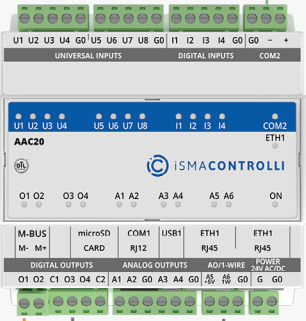 U1 U2 U3 U4 G0 U5 U6 U7 U8 G0 I1 I2 I3 I4 G0 G0 − +
UNIVERSAL INPUTS DIGITAL INPUTS COM2
U1 U2 U3 U4 U5 U6 U7 U8 I1 I2 I3 I4 COM2
AAC20 ETH1
BTL iSMACONTROLLI
O1 O2 O3 O4 A1 A2 A3 A4 A5 A6 ON
M-BUS microSD COM1 USB1 ETH1 ETH1
M- M+ CARD RJ12 RJ45 RJ45
DIGITAL OUTPUTS ANALOG OUTPUTS AO/1-WIRE POWER
24V AC/DC
O1 O2 C1 O3 O4 C2 A1 A2 G0 A3 A4 G0 A5 A6 G0 G G0
+5V 1W